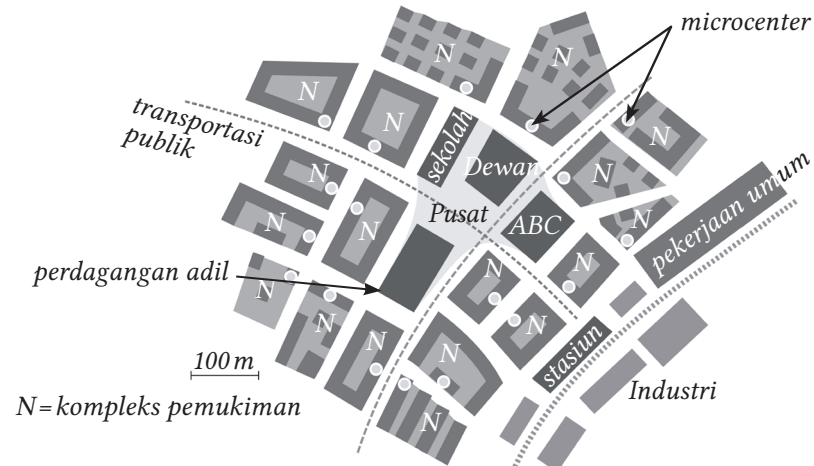 microcenter
N
N
N
transportasi
publik
N
N
sekolah
Dewan
N
N
N
N
N
Pusat
ABC
pekerjaan umum
N
N
N
perdagangan adil
N
N
N
N
N
stasiun
100 m
Industri
N=kompleks pemukiman
N